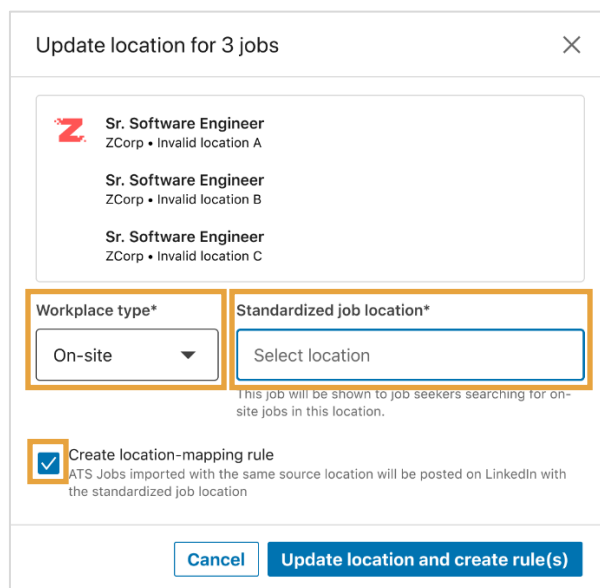 Update location for 3 jobs
Sr. Software Engineer
ZCorp • Invalid location A
Sr. Software Engineer
ZCorp • Invalid location B
Sr. Software Engineer
ZCorp • Invalid location C
Workplace type*
Standardized job location*
On-site
Select location
This job will be shown to job seekers searching for on-
site jobs in this location.
Create location-mapping rule
ATS Jobs imported with the same source location will be posted on LinkedIn with
the standardized job location
Cancel
Update location and create rule(s)